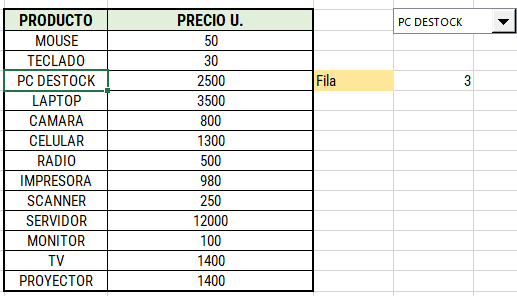 PRODUCTO PRECIO U. PC DESTOCK
MOUSE 50
TECLADO 30
PC DESTOCK 2500 Fila 3
LAPTOP 3500
CAMARA 800
CELULAR 1300
RADIO 500
IMPRESORA 980
SCANNER 250
SERVIDOR 12000
MONITOR 100
TV 1400
PROYECTOR 1400